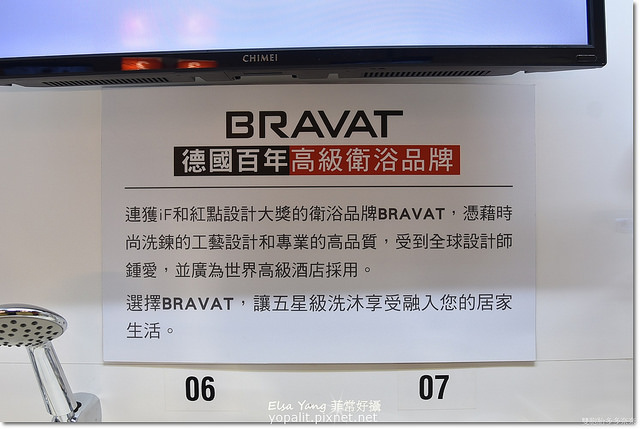 CHIMEI
BRAVAT
德國百年高級衛浴品牌
連獲iF和紅點設計大獎的衛浴品牌BRAVAT，憑藉時
尚洗鍊的工藝設計和專業的高品質，受到全球設計師
鍾愛，並廣為世界高級酒店採用。
選擇BRAVAT，讓五星級洗沐享受融入您的居家
生活。
06
07
Elsa Yang 菲常好攝
yopalit.pixnet.net